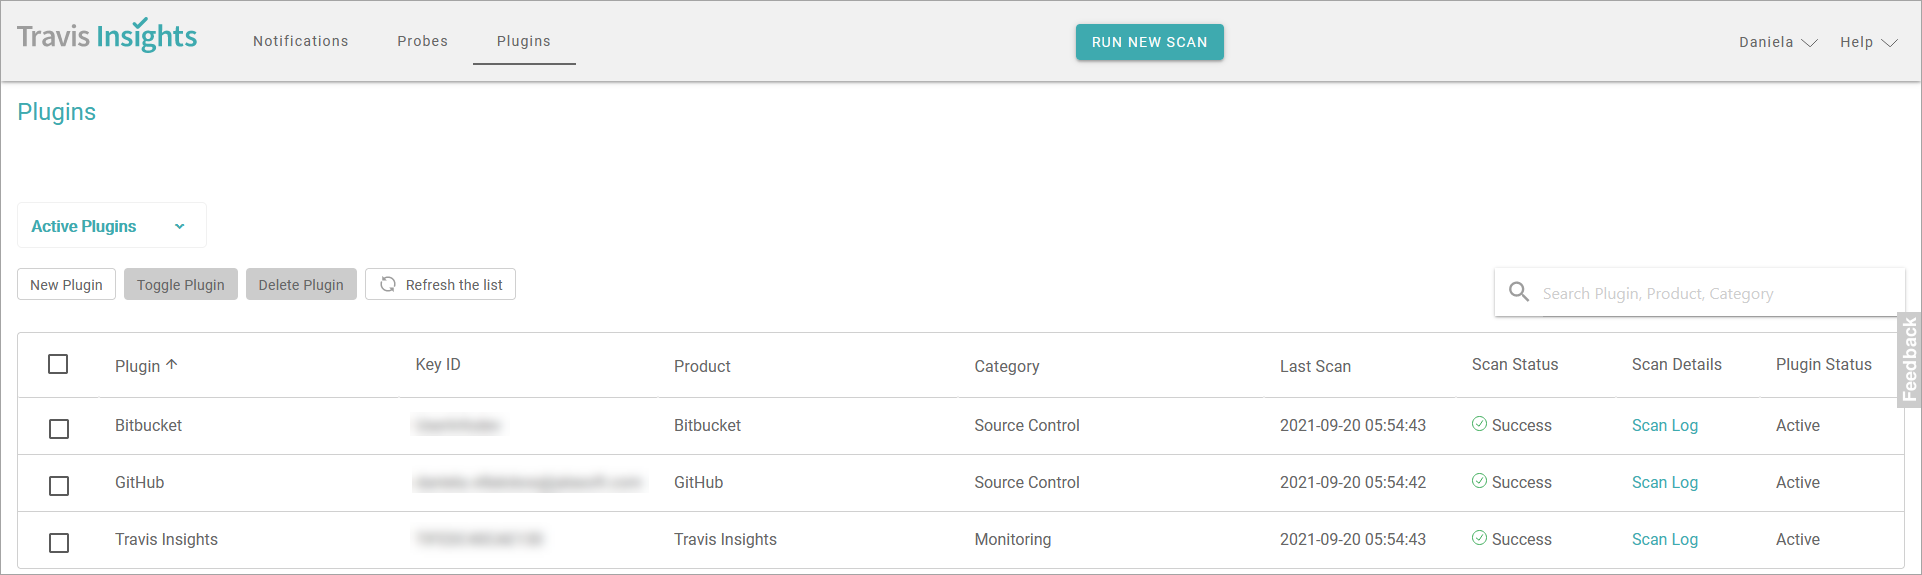 Travis Insights Notifications Probes Plugins RUN NEW SCAN Daniela Help
Plugins
Active Plugins
New Plugin Toggle Plugin Delete Plugin Refresh the list Search Plugin, Product, Category
Feedback
Plugin Key ID Product Category Last Scan Scan Status Scan Details Plugin Status
Bitbucket Bitbucket Source Control 2021-09-20 05:54:43 Success Scan Log Active
GitHub GitHub Source Control 2021-09-20 05:54:42 Success Scan Log Active
Travis Insights Travis Insights Monitoring 2021-09-20 05:54:43 Success Scan Log Active